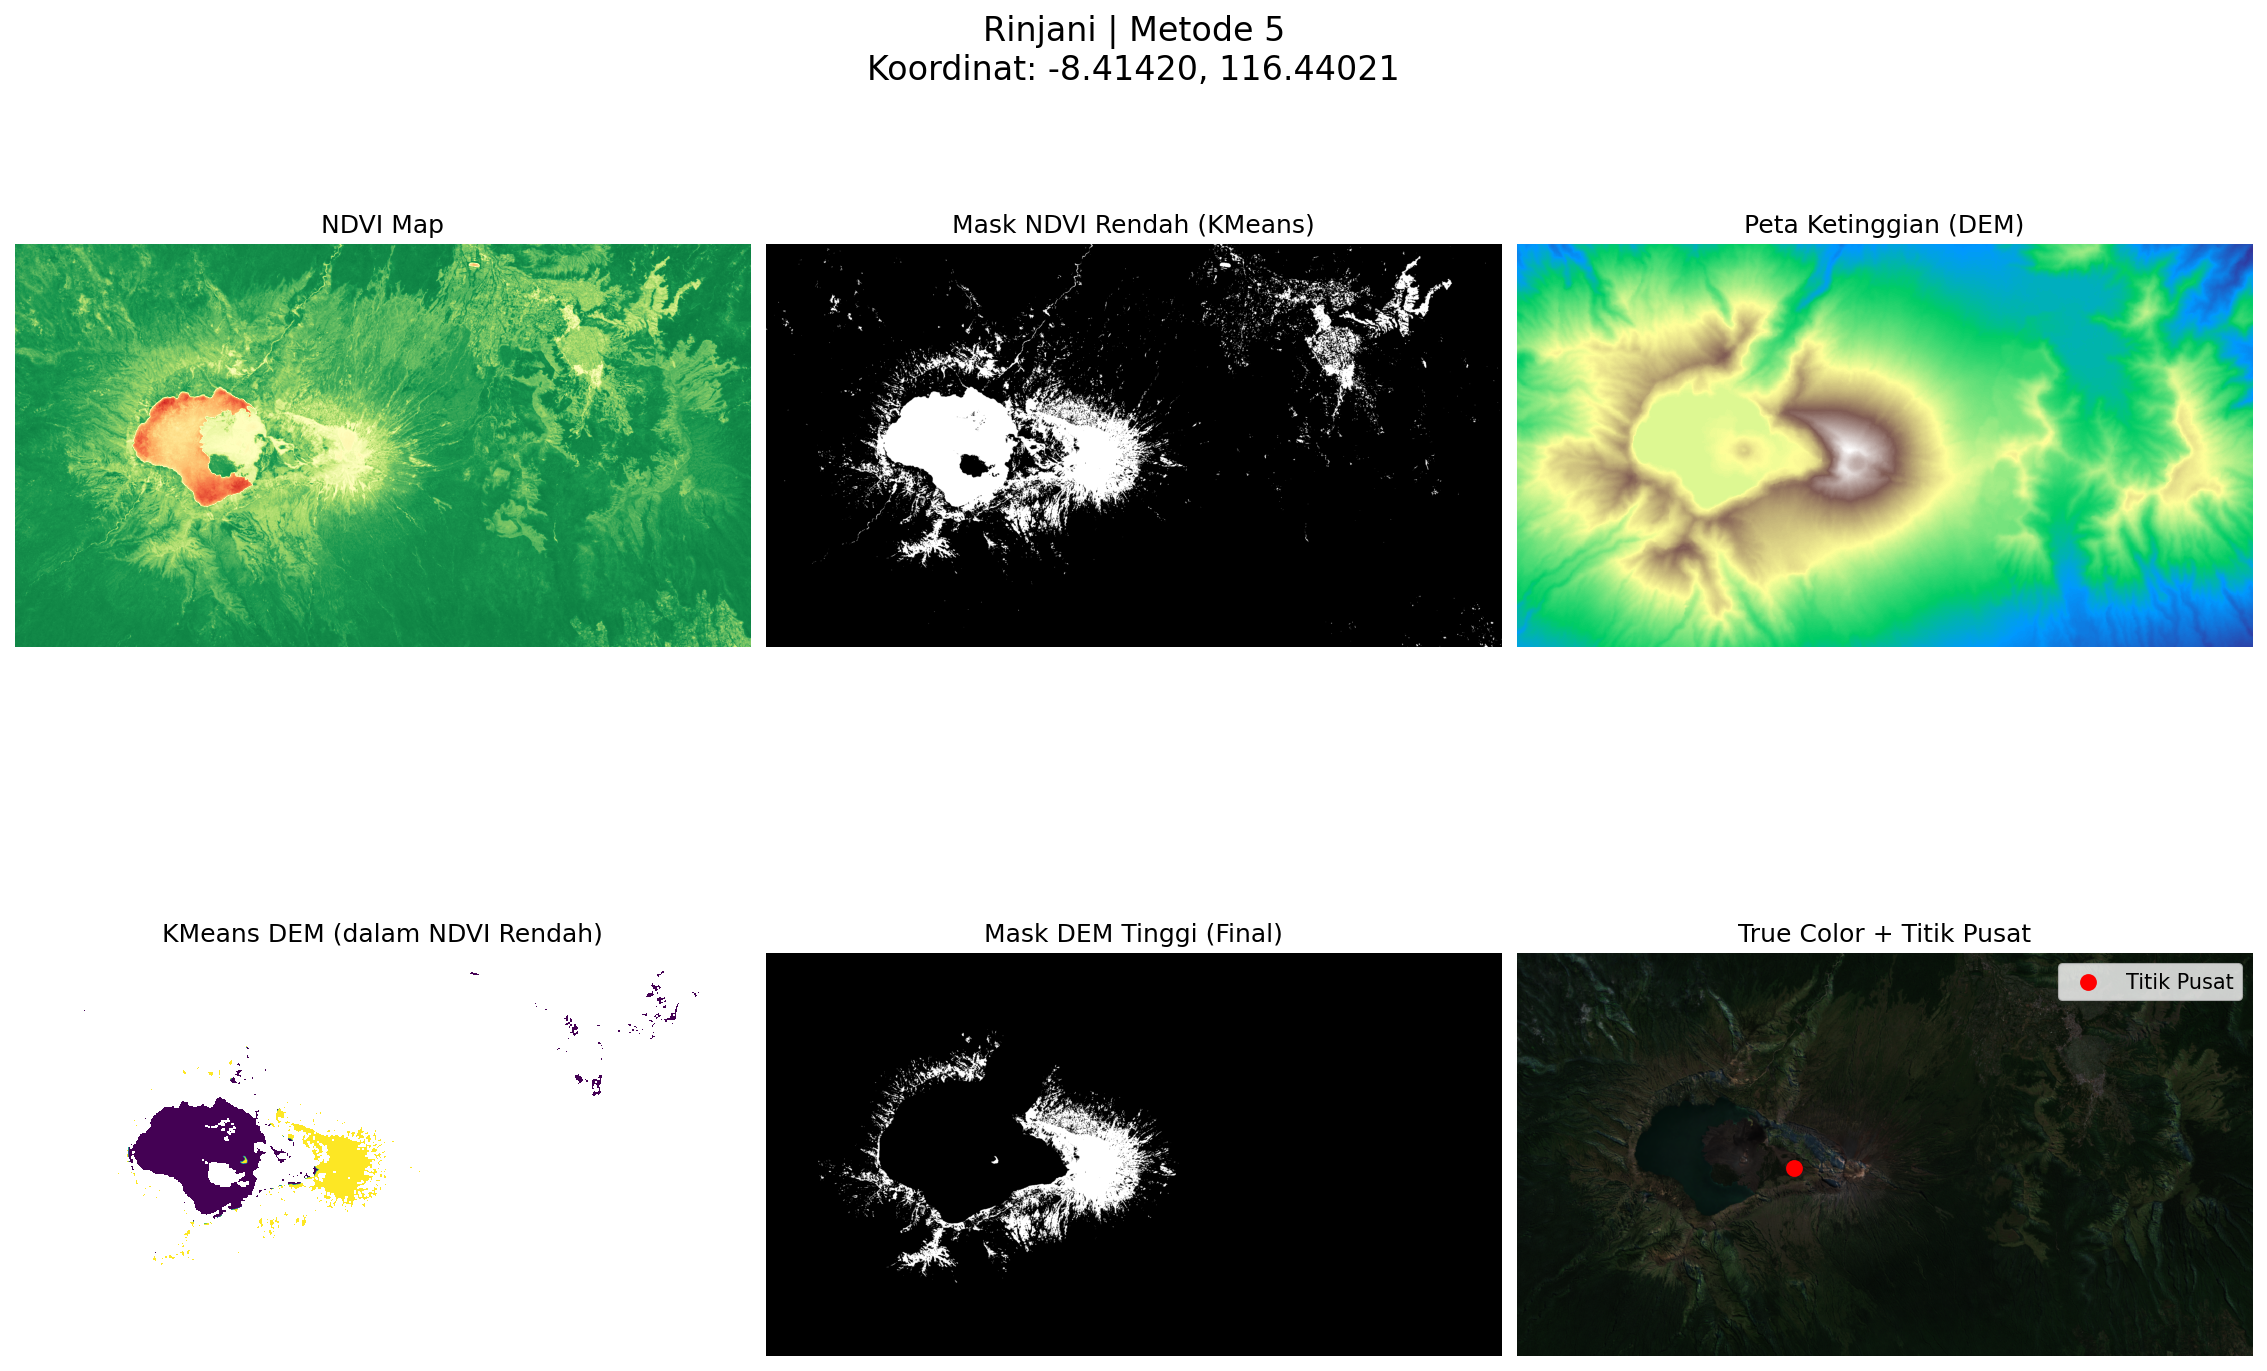 Rinjani | Metode 5
Koordinat: -8.41420, 116.44021
NDVI Map
Mask NDVI Rendah (KMeans)
Peta Ketinggian (DEM)
KMeans DEM (dalam NDVI Rendah)
Mask DEM Tinggi (Final)
True Color + Titik Pusat
Titik Pusat